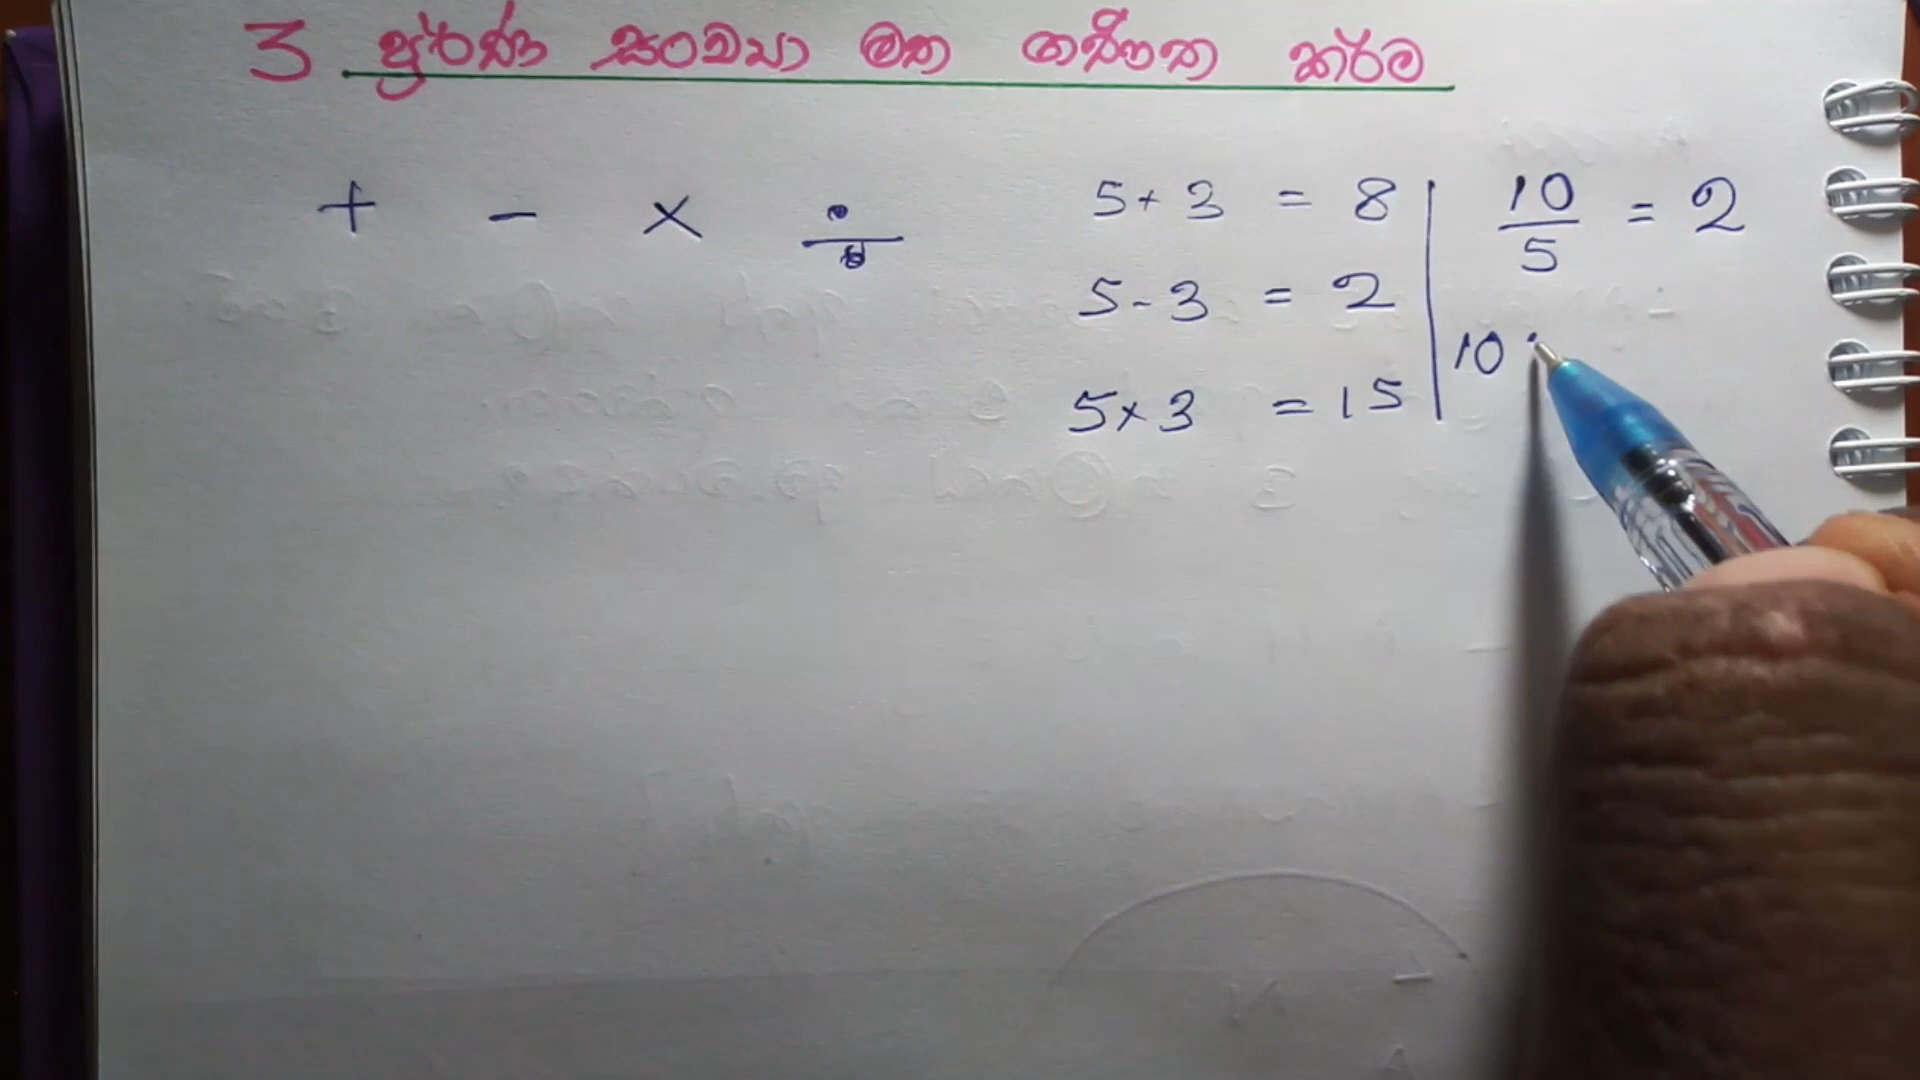 3 පූර්ණ සංඛ්‍යා මත ගණිත කර්ම
+ - × ÷
5 + 3 = 8
5 - 3 = 2
5 × 3 = 15
10/5 = 2
10